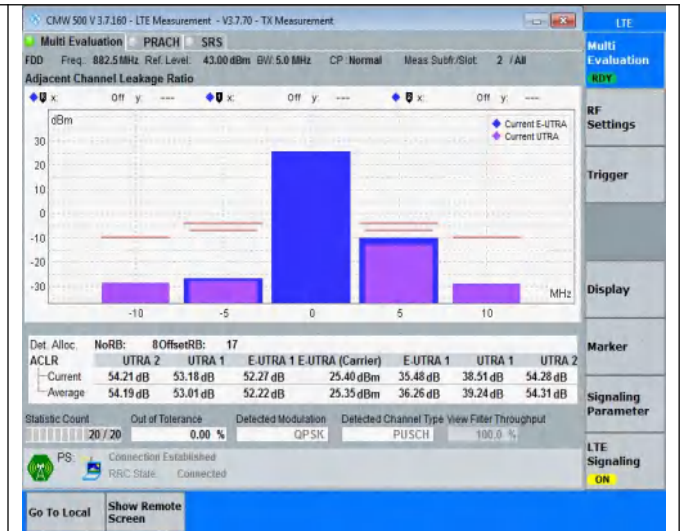 CMW 500 V 3.7.160 - LTE Measurement - V3.7.70 - TX Measurement
LTE
Multi Evaluation PRACH SRS
Multi Evaluation
RDY
FDD Freq.: 882.5 MHz Ref. Level: 43.00 dBm BW: 5.0 MHz CP: Normal Meas Subfr./Slot: 2 / All
Adjacent Channel Leakage Ratio
x: Off y: --- x: Off y: --- x: Off y: ---
RF Settings
dBm
Current E-UTRA
Current UTRA
30
20
10
0
-10
-20
-30
MHz
-10 -5 0 5 10
Trigger
Display
Marker
Det. Alloc. NoRB: 8 OffsetRB: 17
ACLR UTRA 2 UTRA 1 E-UTRA 1 E-UTRA (Carrier) E-UTRA 1 UTRA 1 UTRA 2
Current 54.21 dB 53.18 dB 52.27 dB 25.40 dBm 35.48 dB 38.51 dB 54.28 dB
Average 54.19 dB 53.01 dB 52.22 dB 25.35 dBm 36.26 dB 39.24 dB 54.31 dB
Signaling Parameter
Statistic Count Out of Tolerance Detected Modulation Detected Channel Type View Filter Throughput
20 / 20 0.00 % QPSK PUSCH 100.0 %
PS: Connection Established
RRC State: Connected
LTE Signaling
ON
Go To Local
Show Remote Screen